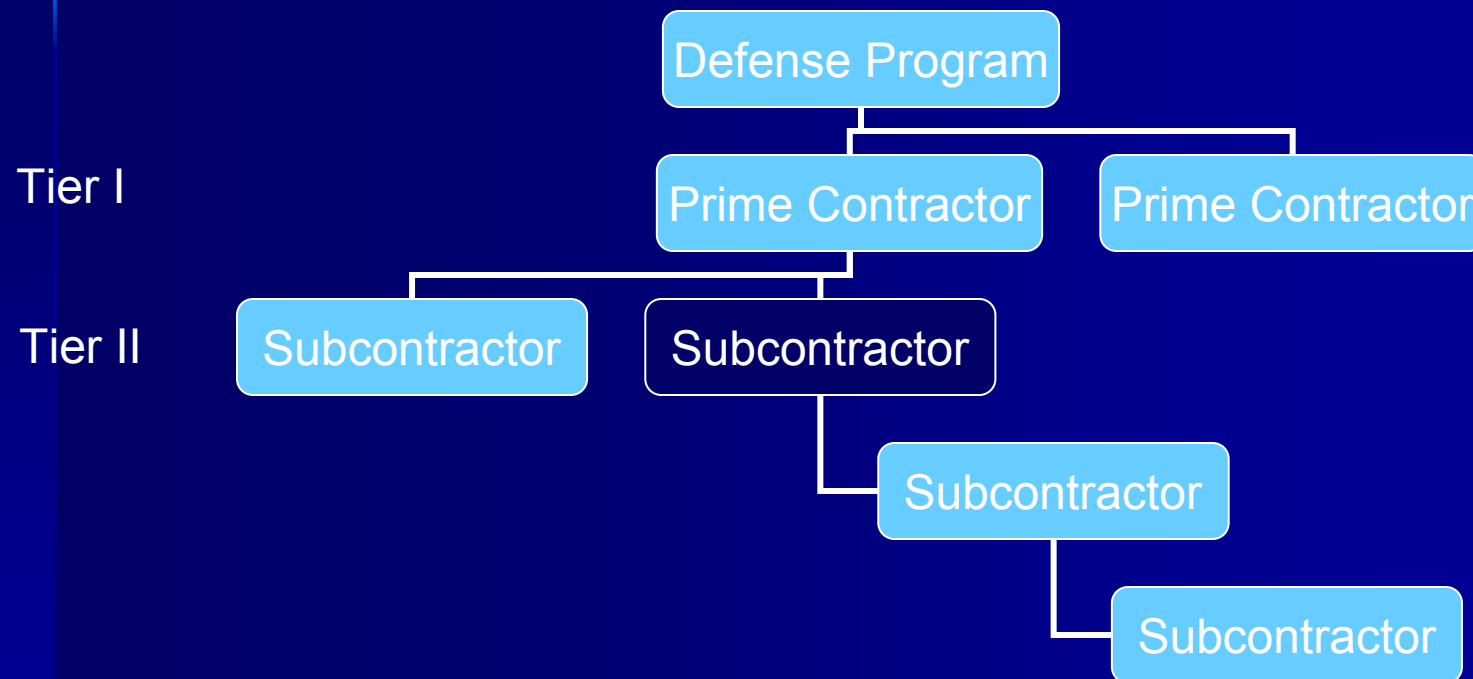 Defense Program
Tier I
Prime Contractor
Prime Contractor
Tier II
Subcontractor
Subcontractor
Subcontractor
Subcontractor